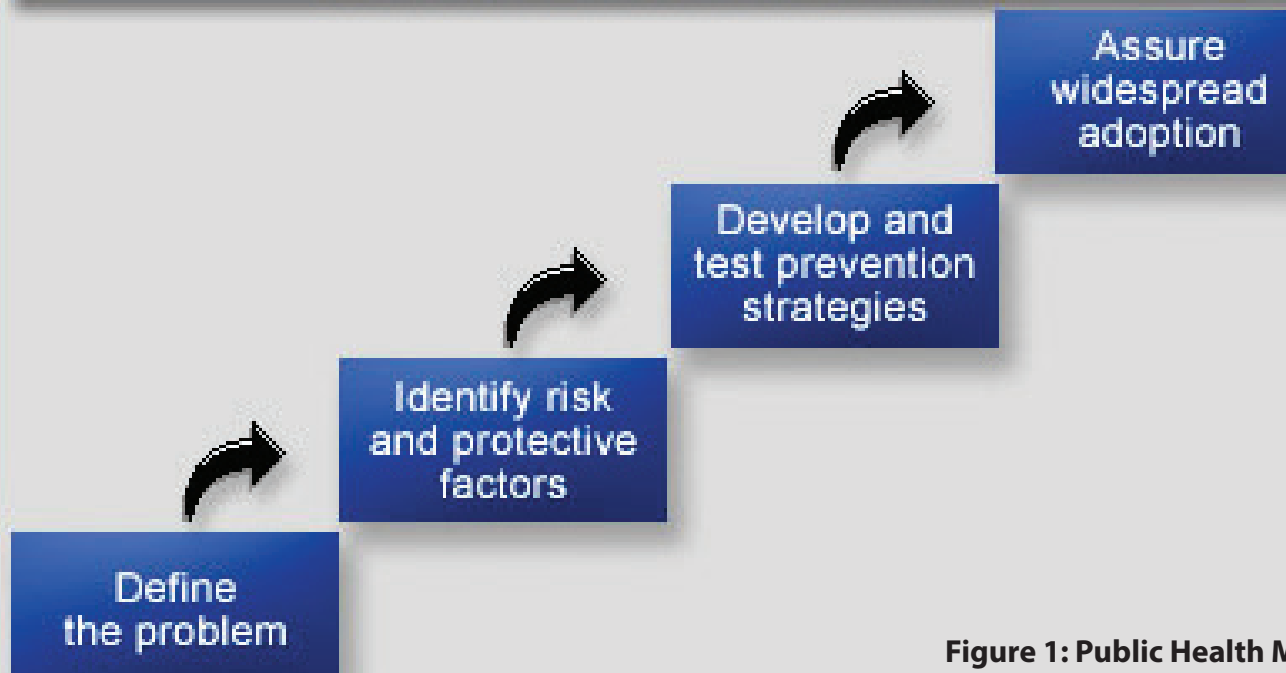 Assure
widespread
adoption
Develop and
test prevention
strategies
Identify risk
and protective
factors
Define
the problem
Figure 1: Public Health